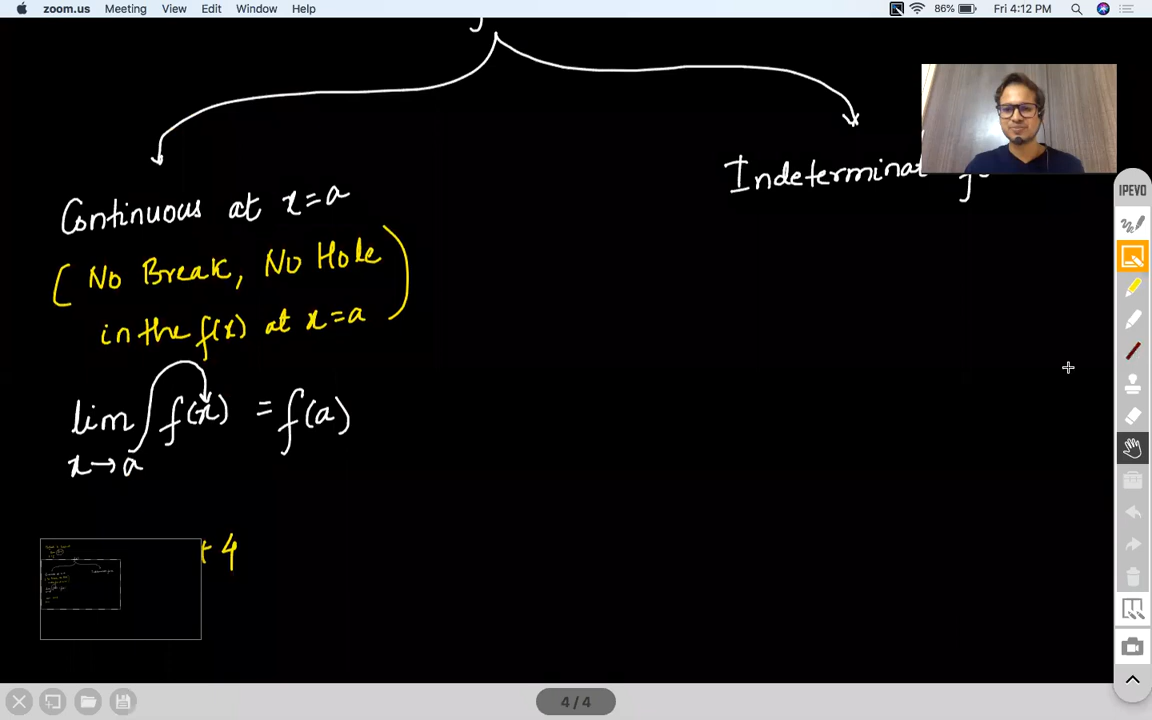 zoom.us Meeting View Edit Window Help 86% Fri 4:12 PM
Continuous at x=a
(No Break, No Hole
in the f(x) at x=a)
lim f(x) = f(a)
x→a
+ 4
IPEVO
4 / 4